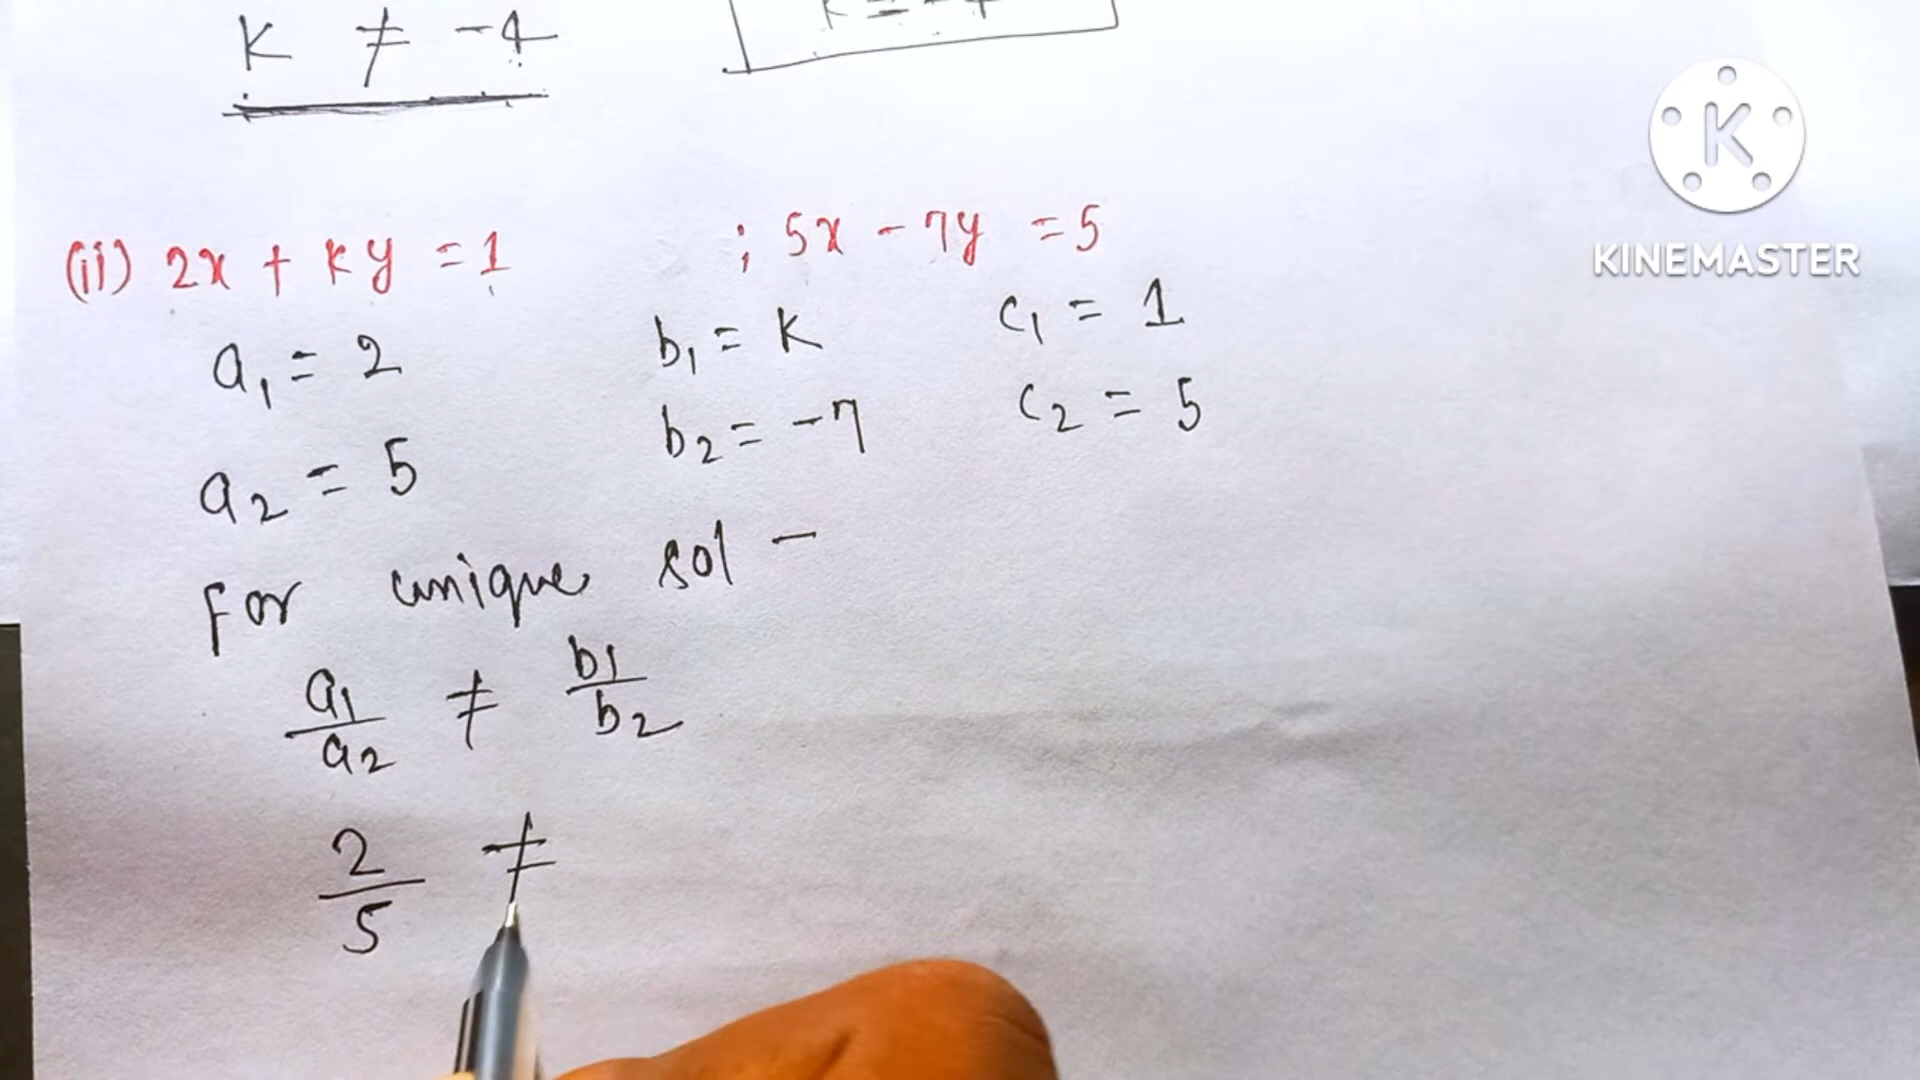 K ≠ -4
(ii) 2x + ky = 1 ; 5x - 7y = 5
a₁ = 2 b₁ = K c₁ = 1
a₂ = 5 b₂ = -7 c₂ = 5
For unique sol -
a₁/a₂ ≠ b₁/b₂
2/5 ≠
K
KINEMASTER